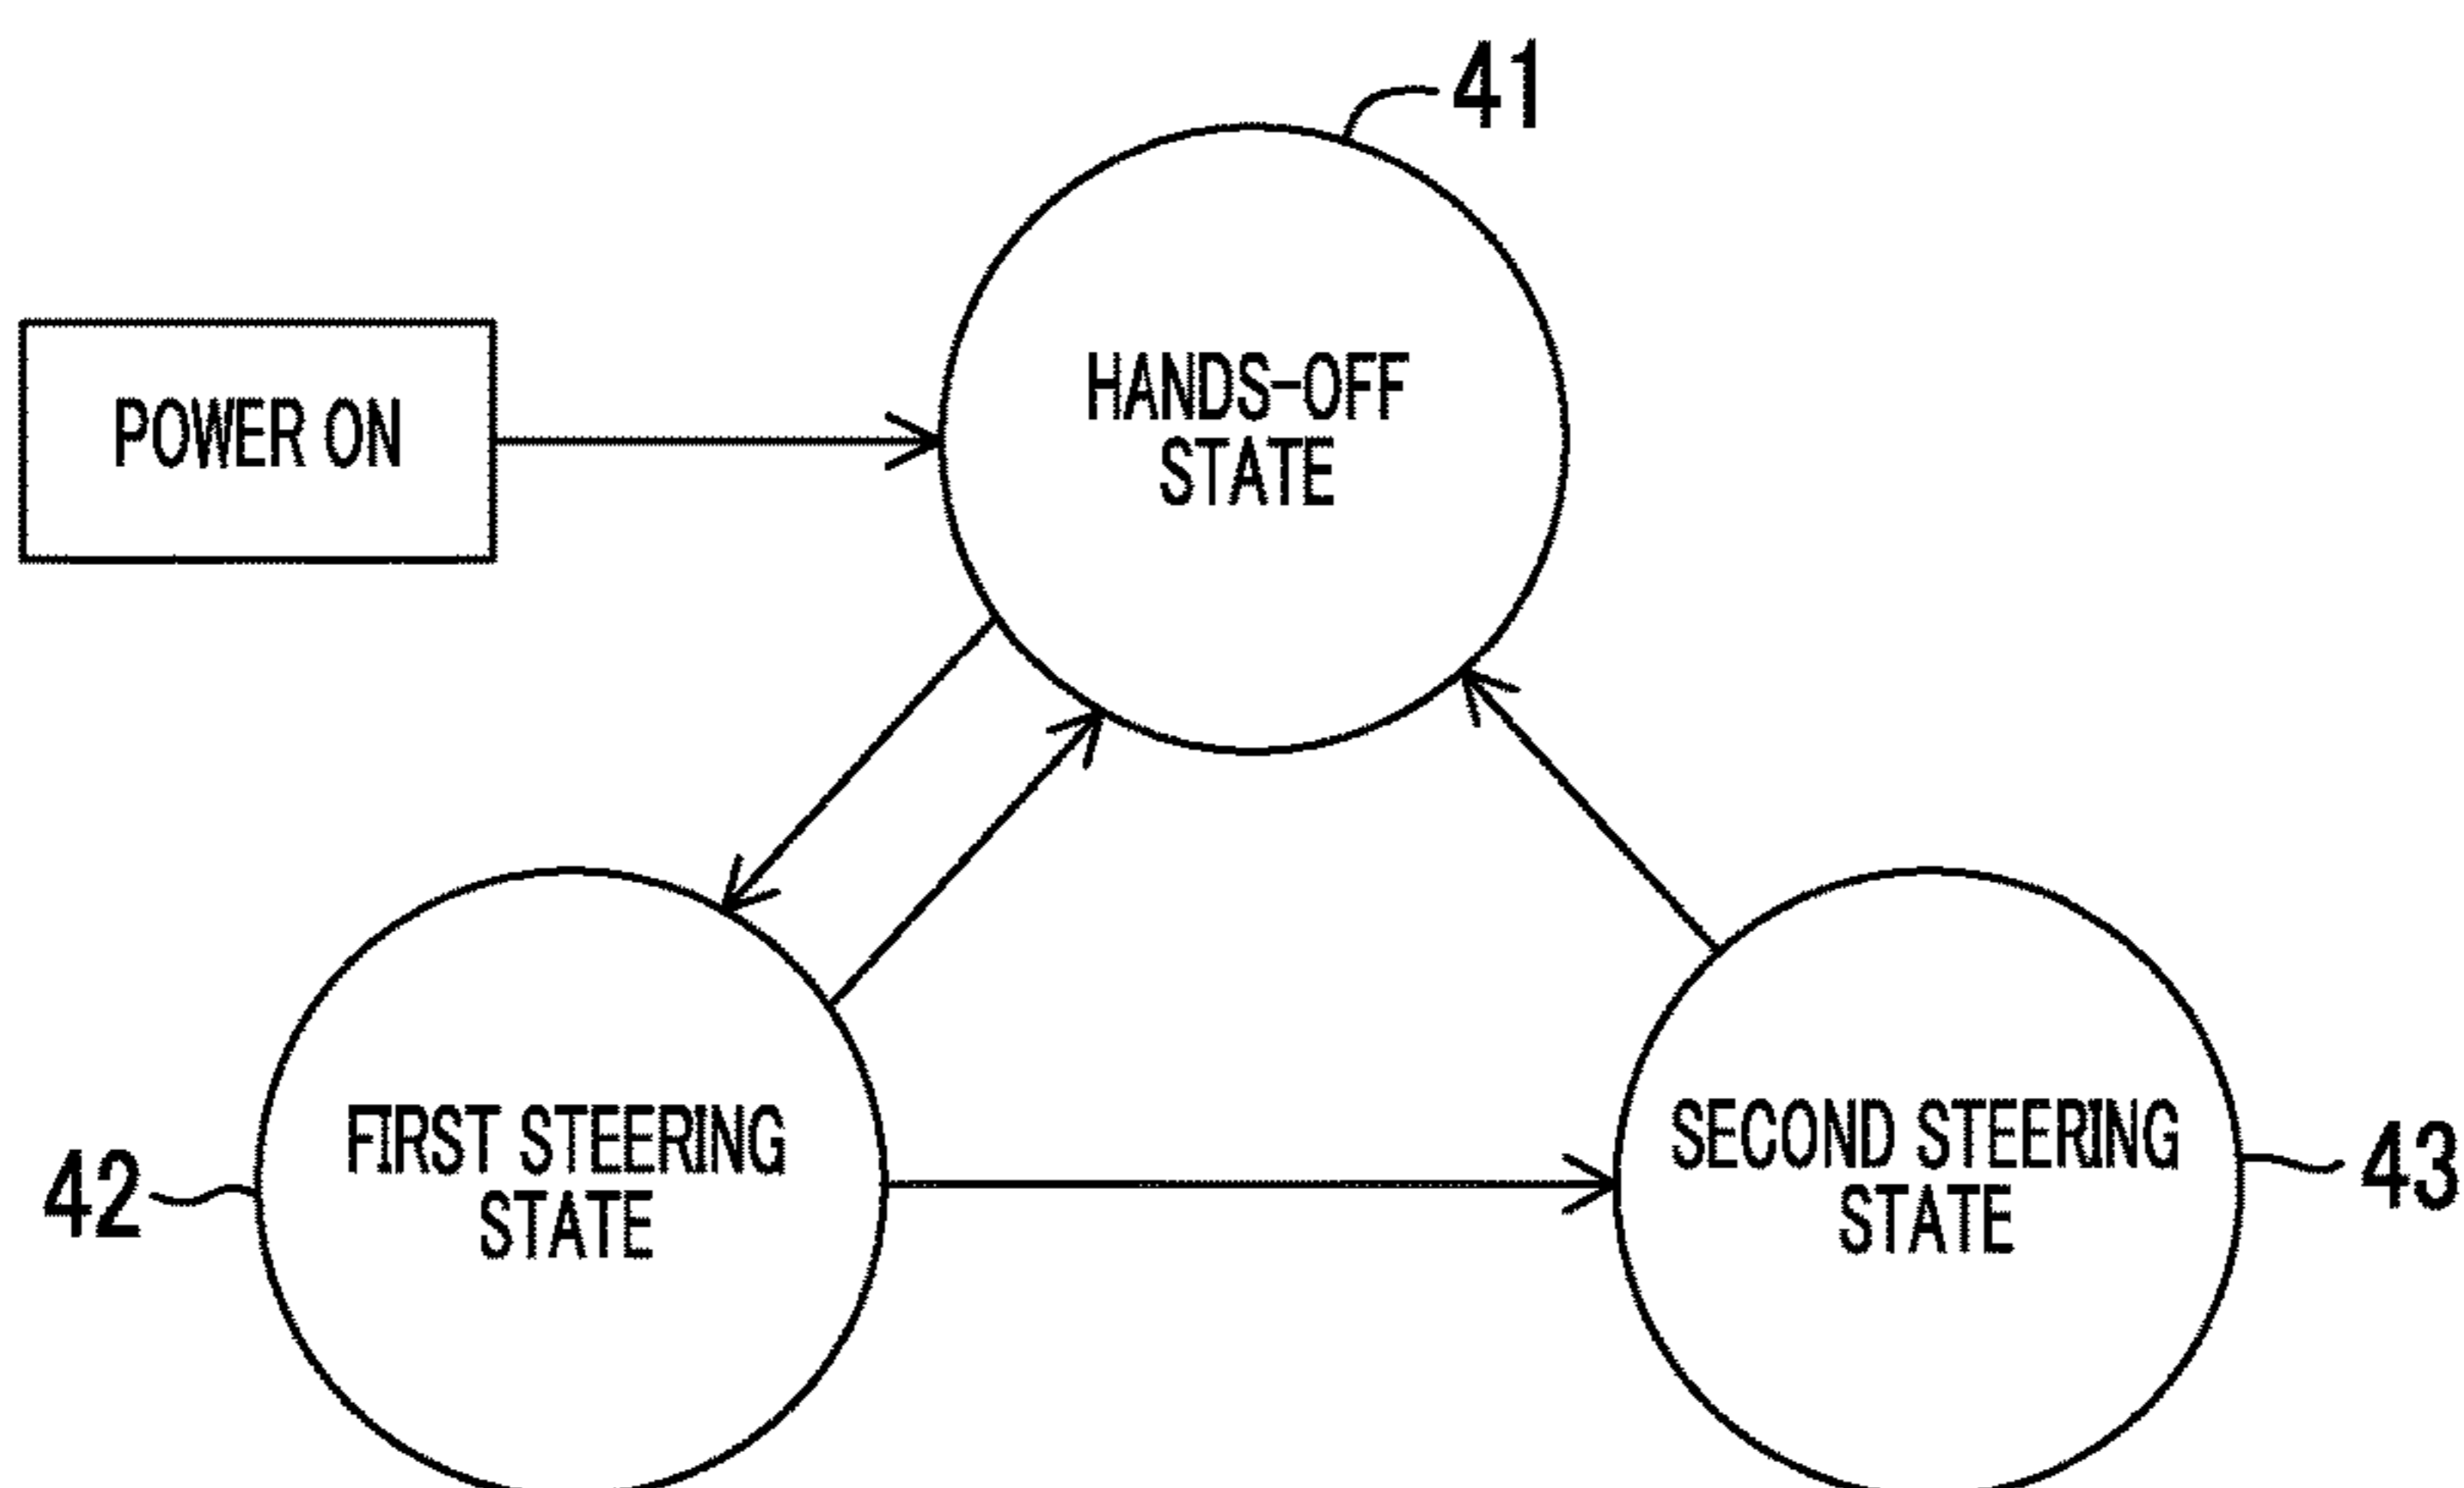 41
POWER ON
HANDS-OFF
STATE
42
FIRST STEERING
STATE
SECOND STEERING
STATE
43